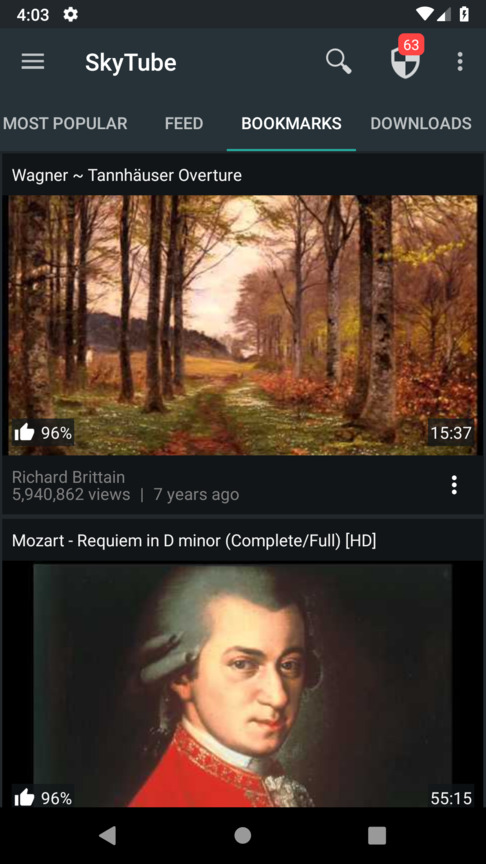 4:03
SkyTube
63
MOST POPULAR FEED BOOKMARKS DOWNLOADS
Wagner ~ Tannhäuser Overture
96% 15:37
Richard Brittain
5,940,862 views | 7 years ago
Mozart - Requiem in D minor (Complete/Full) [HD]
96% 55:15